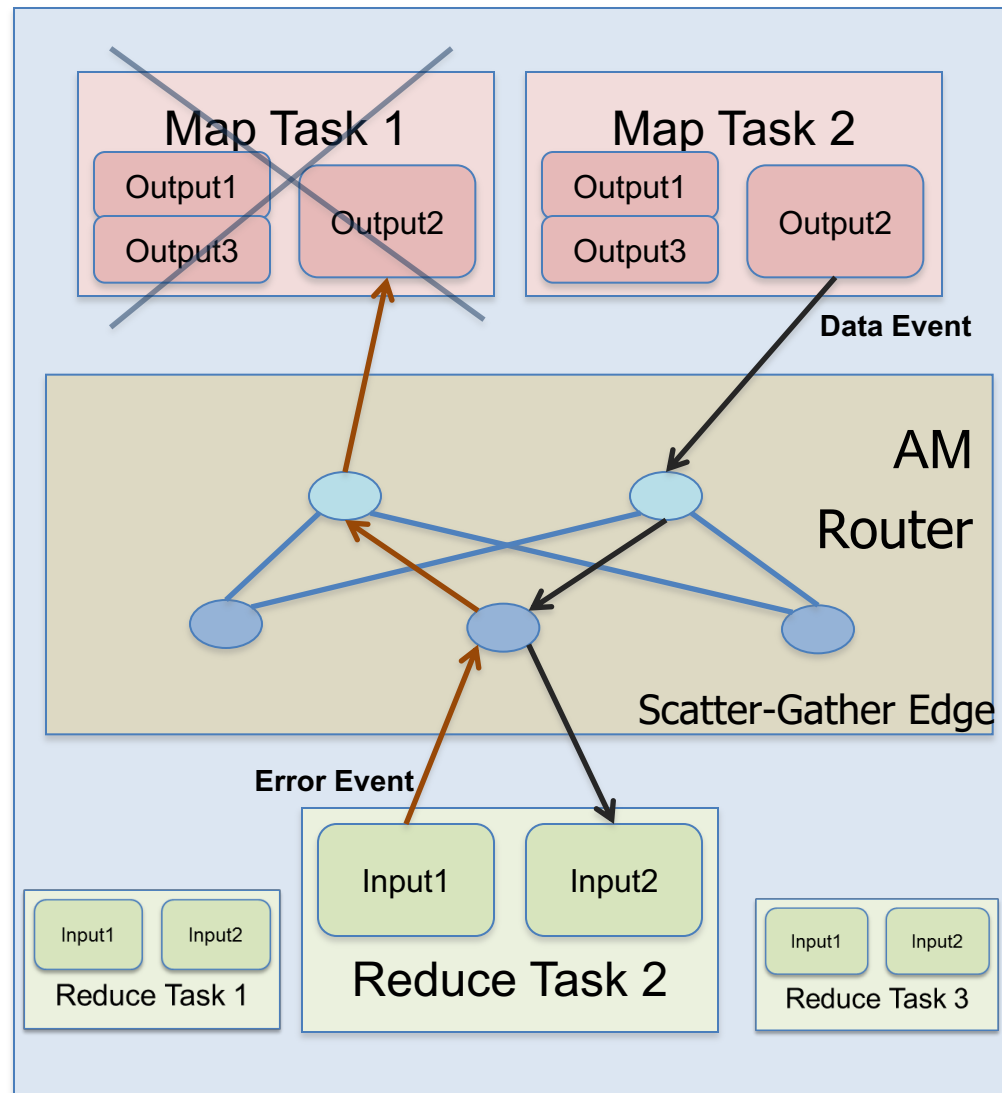 Map Task 1
Output1
Output3
Output2
Map Task 2
Output1
Output3
Output2
Data Event
AM
Router
Scatter-Gather Edge
Error Event
Input1
Input2
Reduce Task 2
Input1
Input2
Reduce Task 1
Input1
Input2
Reduce Task 3